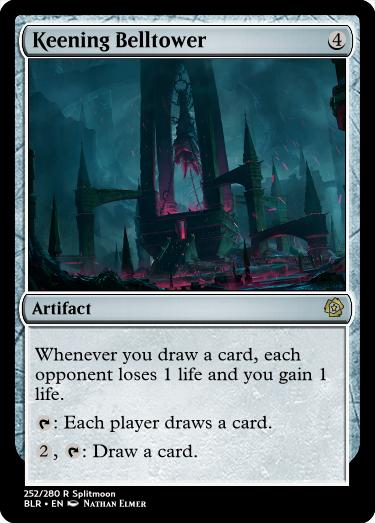 Keening Belltower 4
Artifact
Whenever you draw a card, each
opponent loses 1 life and you gain 1
life.
: Each player draws a card.
2 , : Draw a card.
252/280 R Splitmoon
BLR • EN Nathan Elmer